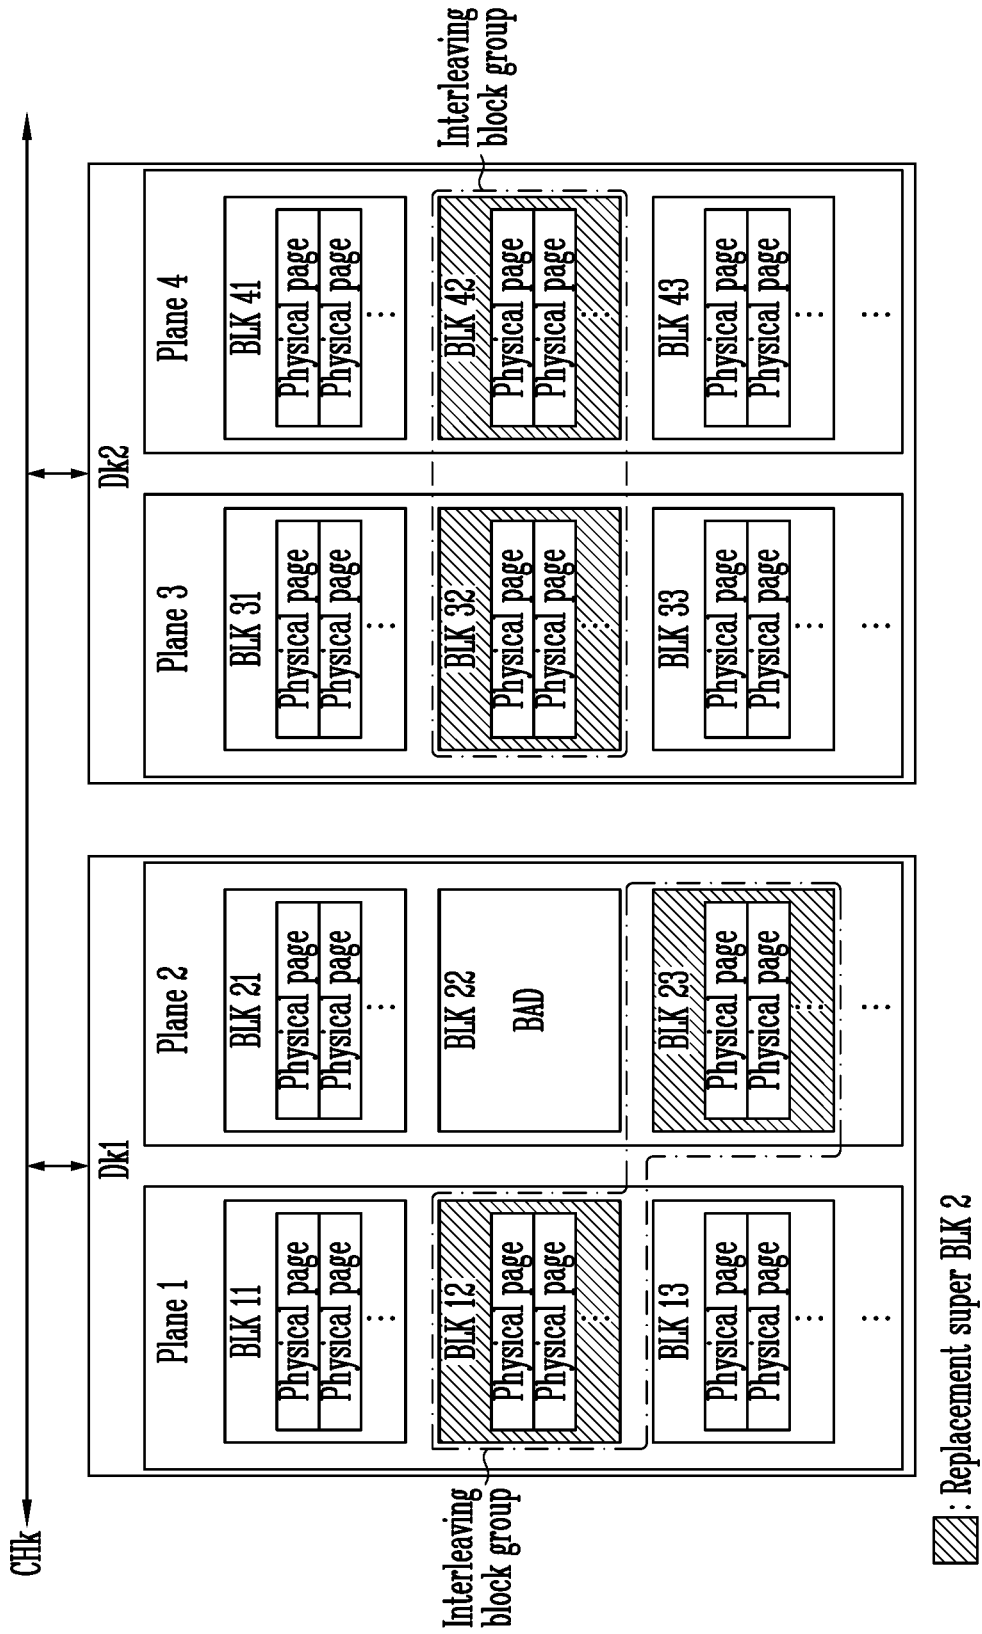 CHk
Dk1
Dk2
Plane 1
Plane 2
Plane 3
Plane 4
BLK 11
Physical page
Physical page
⋮
BLK 21
Physical page
Physical page
⋮
BLK 31
Physical page
Physical page
⋮
BLK 41
Physical page
Physical page
⋮
Interleaving
block group
BLK 12
Physical page
Physical page
⋮
BLK 22
BAD
BLK 32
Physical page
Physical page
⋮
BLK 42
Physical page
Physical page
⋮
Interleaving
block group
BLK 13
Physical page
Physical page
⋮
⋮
BLK 23
Physical page
Physical page
⋮
⋮
BLK 33
Physical page
Physical page
⋮
⋮
BLK 43
Physical page
Physical page
⋮
⋮
: Replacement super BLK 2